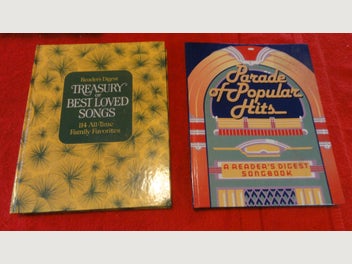 Reader's Digest
TREASURY
OF
BEST LOVED
SONGS
114 All-Time
Family Favorites
Parade
of Popular
Hits
A READER'S DIGEST
SONGBOOK